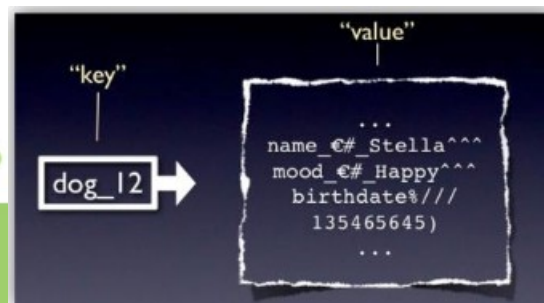 “value”
“key”
dog_12
...
name_€#_Stella^^^
mood_€#_Happy^^^
birthdate%///
135465645)
...